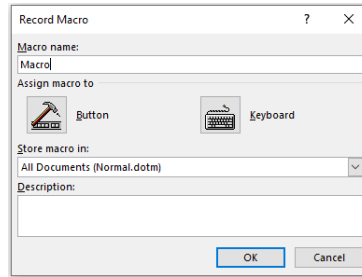 Record Macro ? ×
Macro name:
Macro
Assign macro to
Button Keyboard
Store macro in:
All Documents (Normal.dotm)
Description:
OK Cancel